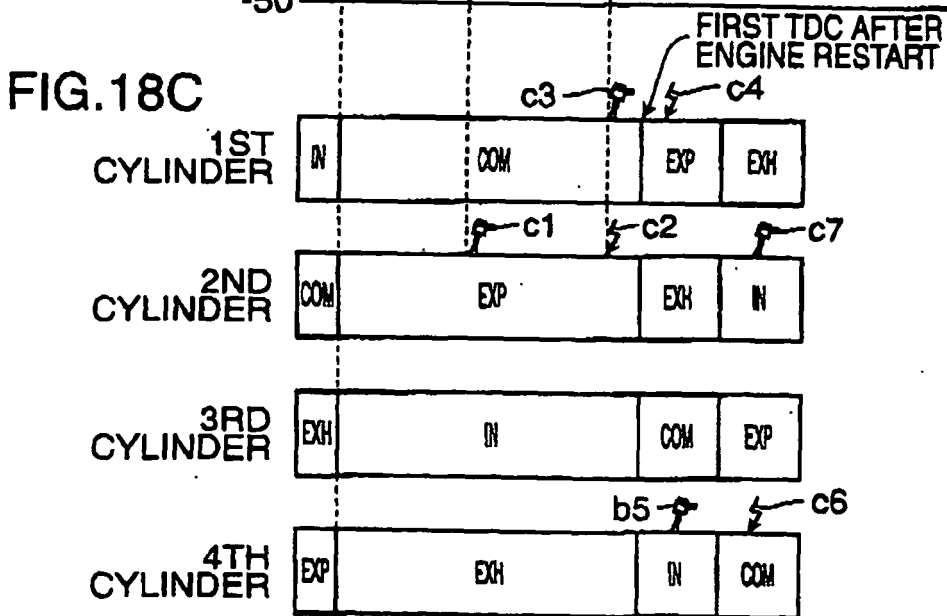 -50
FIRST TDC AFTER
ENGINE RESTART
FIG.18C
c3
c4
1ST
CYLINDER
IN
COM
EXP
EXH
c1
c2
c7
2ND
CYLINDER
COM
EXP
EXH
IN
3RD
CYLINDER
EXH
IN
COM
EXP
b5
c6
4TH
CYLINDER
EXP
EXH
IN
COM